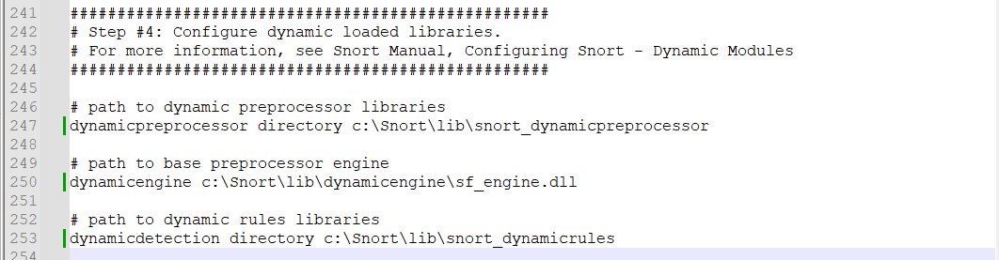 241 ###################################################
242 # Step #4: Configure dynamic loaded libraries.
243 # For more information, see Snort Manual, Configuring Snort - Dynamic Modules
244 ###################################################
245
246 # path to dynamic preprocessor libraries
247 dynamicpreprocessor directory c:\Snort\lib\snort_dynamicpreprocessor
248
249 # path to base preprocessor engine
250 dynamicengine c:\Snort\lib\dynamicengine\sf_engine.dll
251
252 # path to dynamic rules libraries
253 dynamicdetection directory c:\Snort\lib\snort_dynamicrules
254